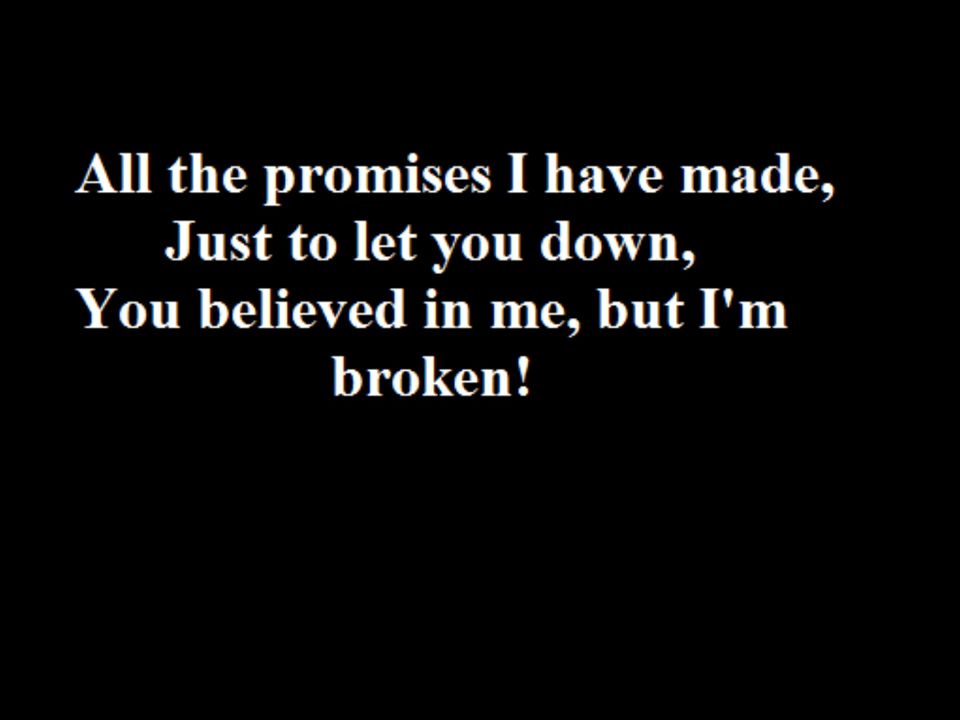 All the promises I have made,
Just to let you down,
You believed in me, but I'm
broken!